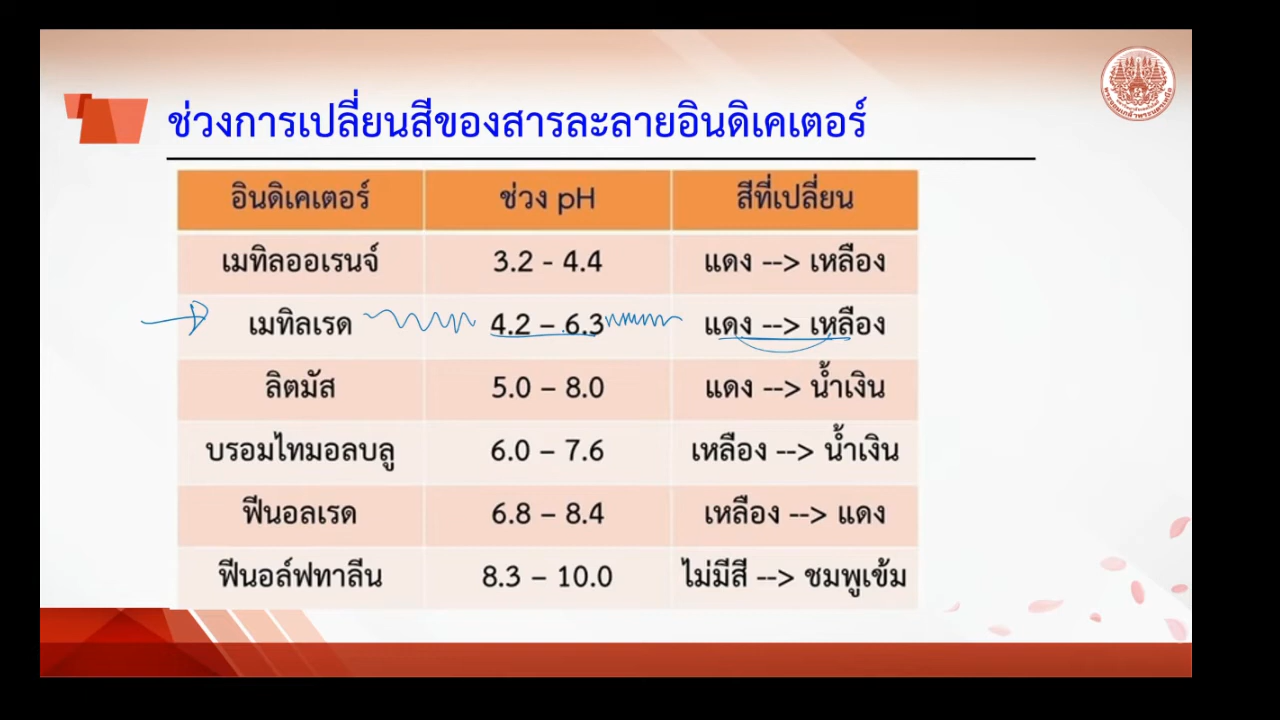 ช่วงการเปลี่ยนสีของสารละลายอินดิเคเตอร์
อินดิเคเตอร์ ช่วง pH สีที่เปลี่ยน
เมทิลออเรนจ์ 3.2 - 4.4 แดง --> เหลือง
เมทิลเรด 4.2 – 6.3 แดง --> เหลือง
ลิตมัส 5.0 – 8.0 แดง --> น้ำเงิน
บรอมไทมอลบลู 6.0 – 7.6 เหลือง --> น้ำเงิน
ฟีนอลเรด 6.8 – 8.4 เหลือง --> แดง
ฟีนอล์ฟทาลีน 8.3 – 10.0 ไม่มีสี --> ชมพูเข้ม